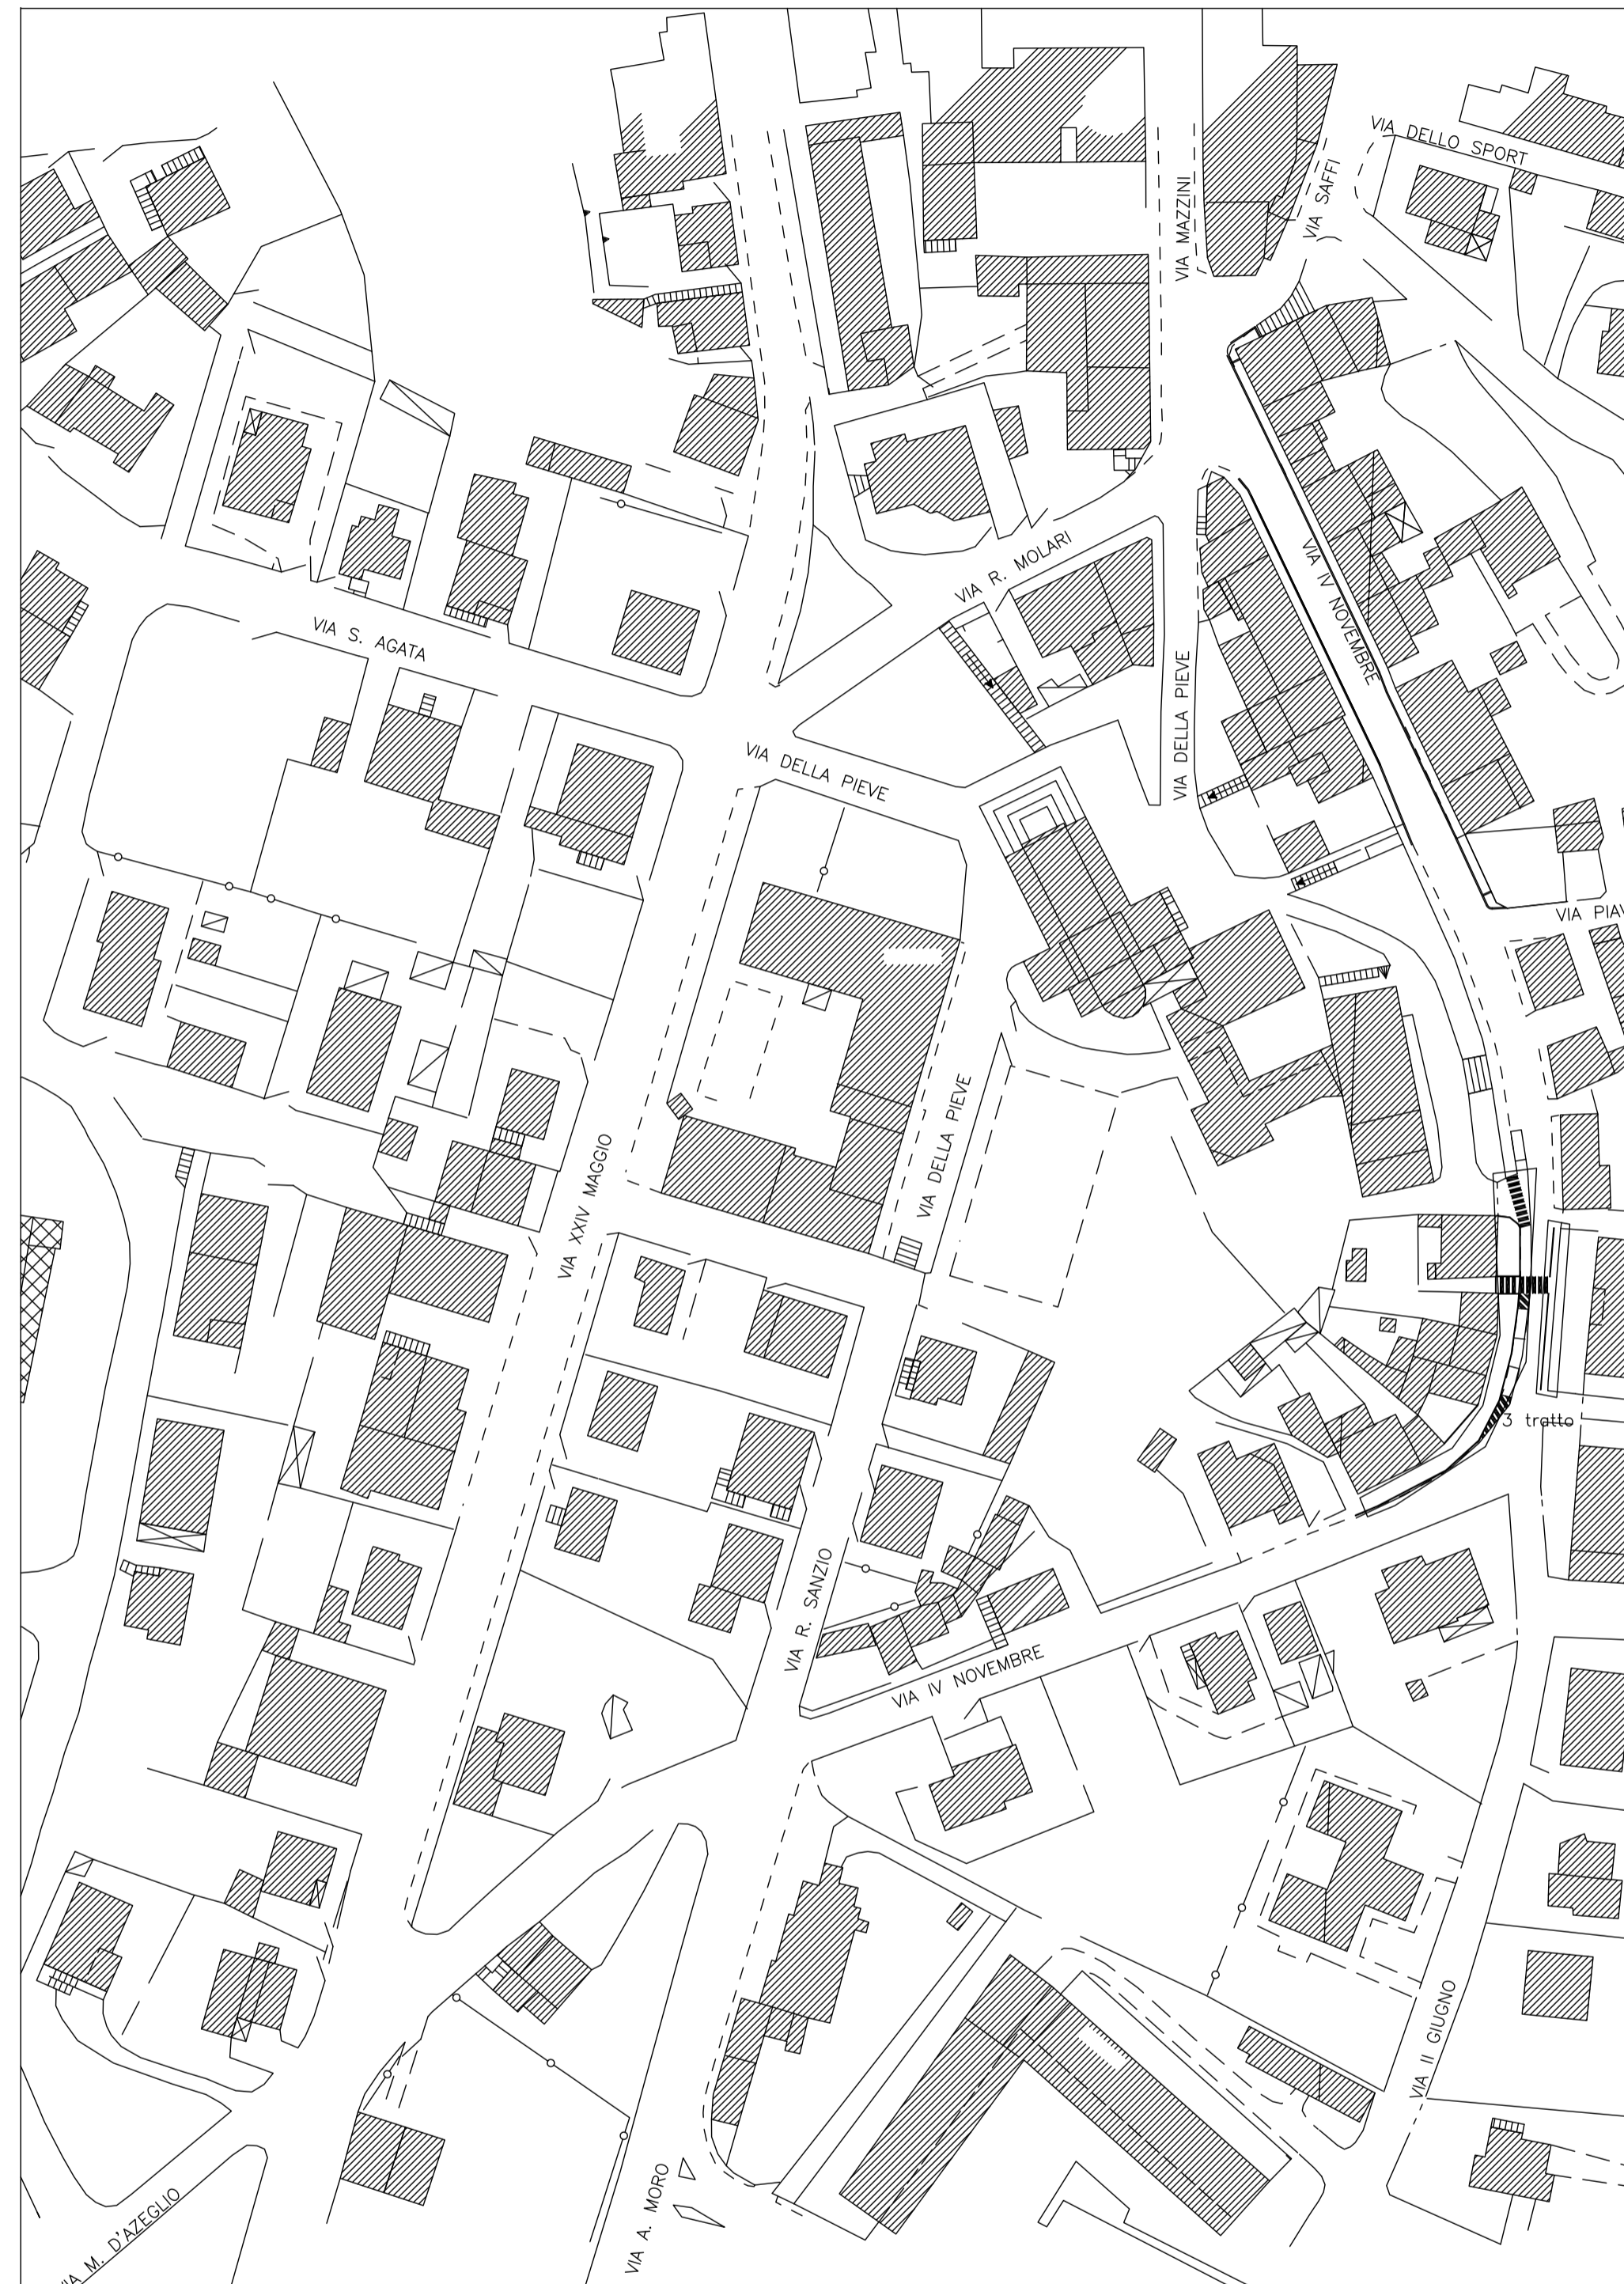 VIA DELLO SPORT
VIA SAFFI
VIA MAZZINI
VIA R. MOLARI
VIA IV NOVEMBRE
VIA S. AGATA
VIA DELLA PIEVE
VIA DELLA PIEVE
VIA PIAV
VIA DELLA PIEVE
VIA XXIV MAGGIO
3 tratto
VIA R. SANZIO
VIA IV NOVEMBRE
VIA II GIUGNO
VIA A. MORO
VIA M. D'AZEGLIO